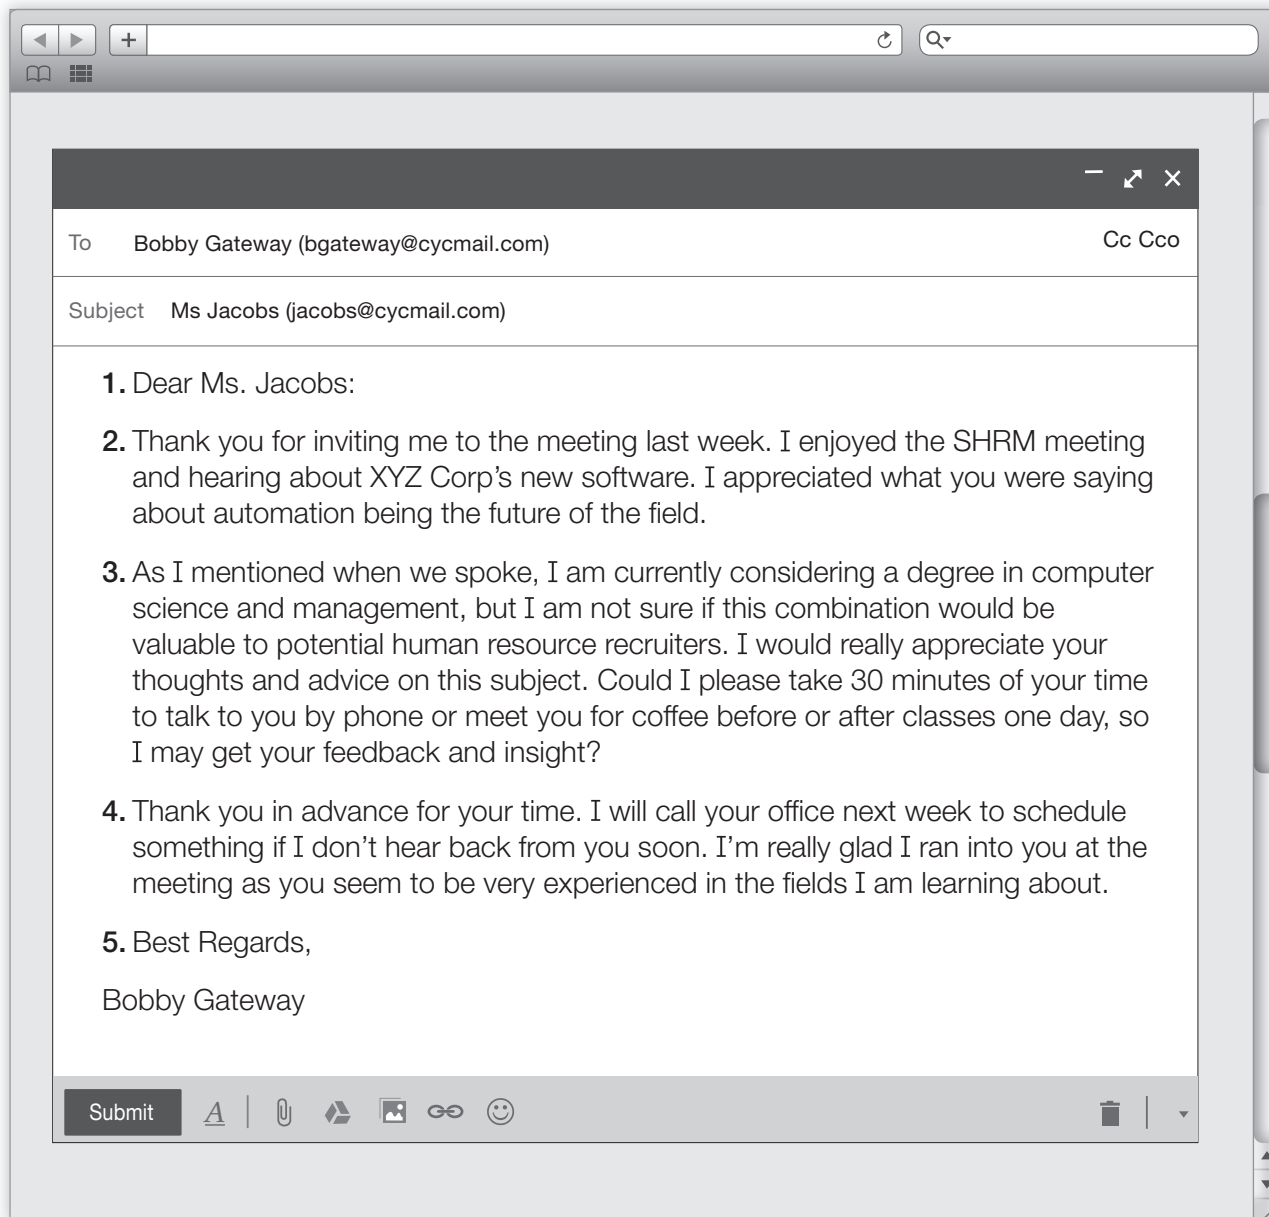 To Bobby Gateway (bgateway@cycmail.com) Cc Cco
Subject Ms Jacobs (jacobs@cycmail.com)
1. Dear Ms. Jacobs:
2. Thank you for inviting me to the meeting last week. I enjoyed the SHRM meeting
and hearing about XYZ Corp’s new software. I appreciated what you were saying
about automation being the future of the field.
3. As I mentioned when we spoke, I am currently considering a degree in computer
science and management, but I am not sure if this combination would be
valuable to potential human resource recruiters. I would really appreciate your
thoughts and advice on this subject. Could I please take 30 minutes of your time
to talk to you by phone or meet you for coffee before or after classes one day, so
I may get your feedback and insight?
4. Thank you in advance for your time. I will call your office next week to schedule
something if I don’t hear back from you soon. I’m really glad I ran into you at the
meeting as you seem to be very experienced in the fields I am learning about.
5. Best Regards,
Bobby Gateway
Submit A